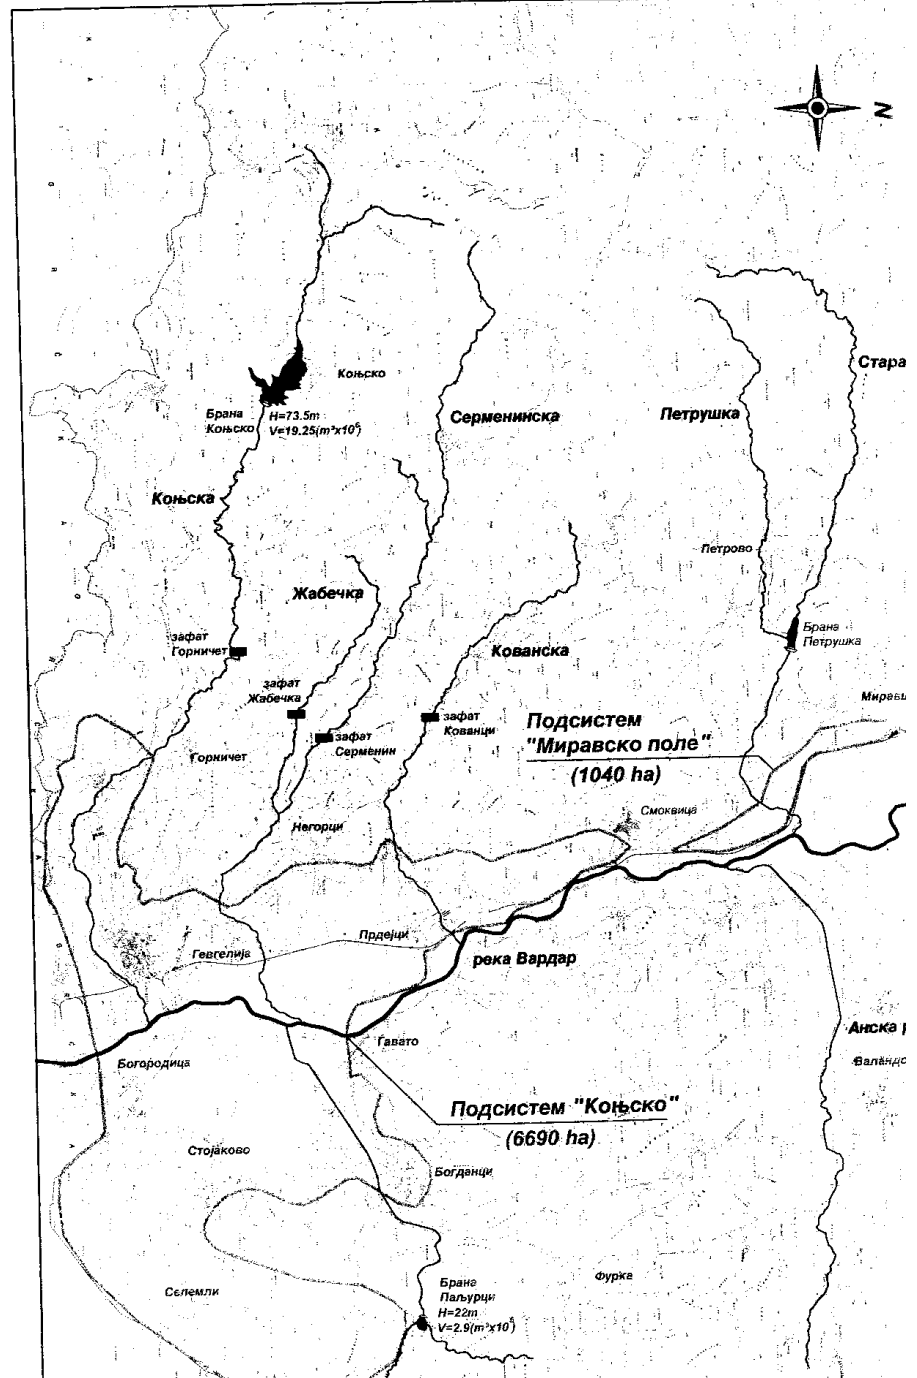 N
Стара
Коњско
Брана
Коњско
H=73.5m
V=19.25(m³x10⁶)
Серменинска
Петрушка
Коњска
Петрово
Жабечка
Брана
Петрушка
зафат
Горничет
Кованска
зафат
Жабечка
зафат
Кованци
зафат
Серменин
Подсистем
"Миравско поле"
(1040 ha)
Горничет
Смоквица
Негорци
Прдејци
Гевгелија
река Вардар
Анска р
Гавато
Богородица
Подсистем "Коњско"
(6690 ha)
Стојаково
Богданци
Фурка
Селемли
Брана
Паљурци
H=22m
V=2.9(m³x10⁶)